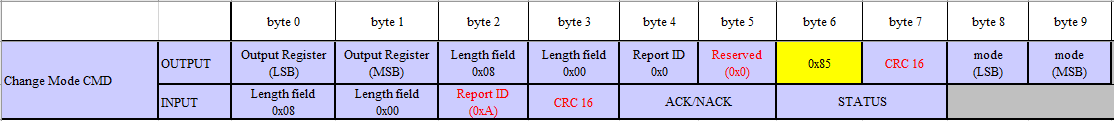 byte 0 byte 1 byte 2 byte 3 byte 4 byte 5 byte 6 byte 7 byte 8 byte 9
Change Mode CMD
OUTPUT
Output Register
(LSB)
Output Register
(MSB)
Length field
0x08
Length field
0x00
Report ID
0x0
Reserved
(0x0)
0x85
CRC 16
mode
(LSB)
mode
(MSB)
INPUT
Length field
0x08
Length field
0x00
Report ID
(0xA)
CRC 16
ACK/NACK
STATUS